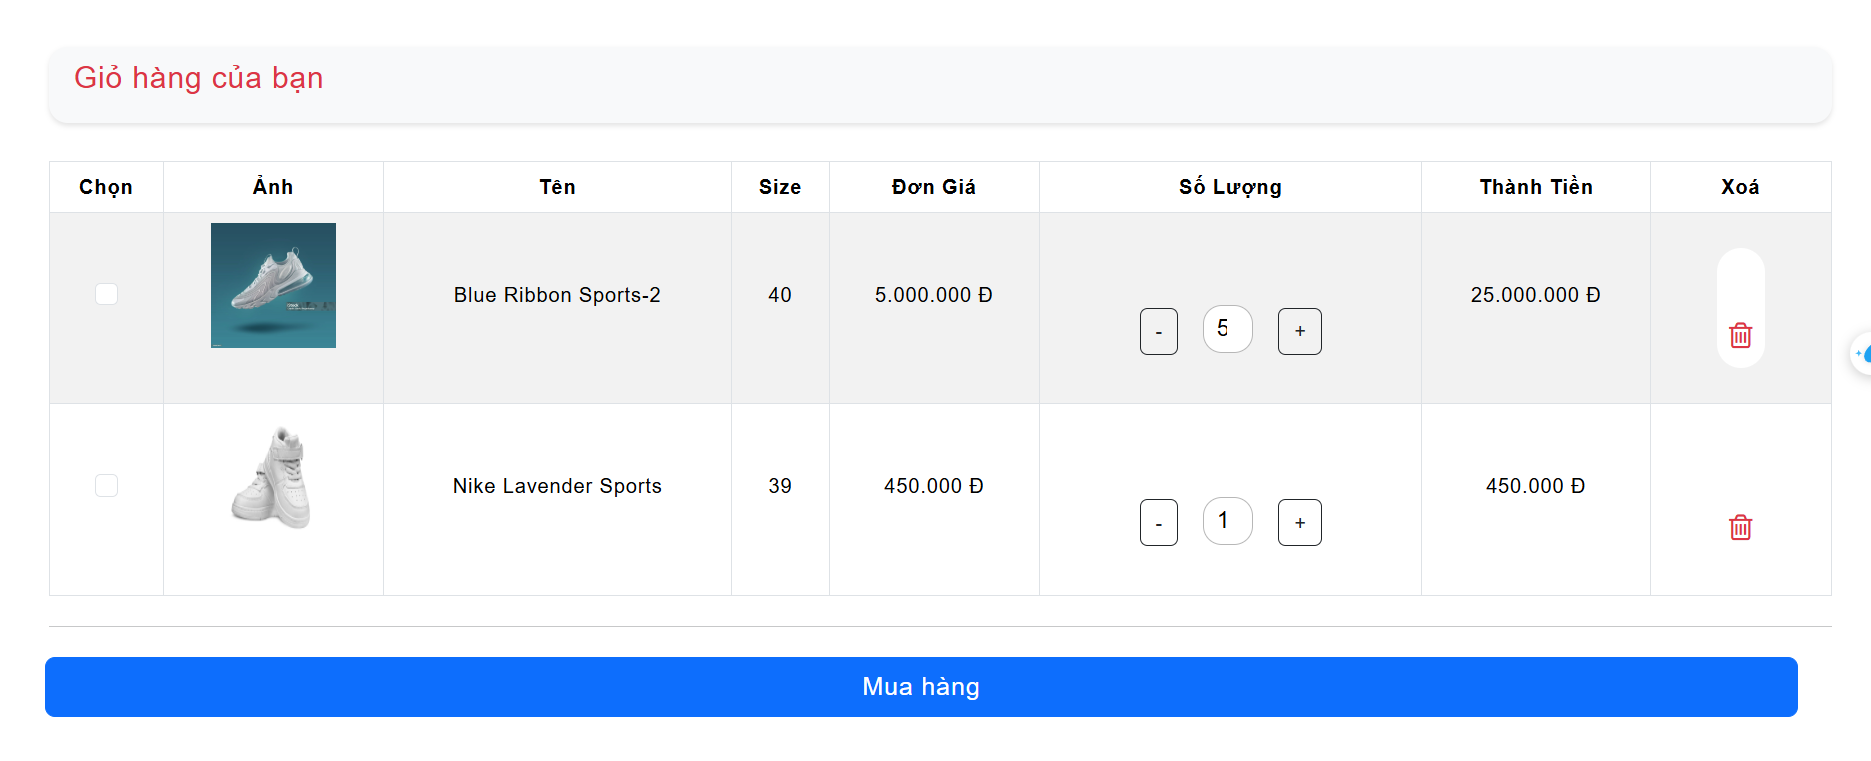 Giỏ hàng của bạn
Chọn Ảnh Tên Size Đơn Giá Số Lượng Thành Tiền Xoá
Blue Ribbon Sports-2 40 5.000.000 Đ - 5 + 25.000.000 Đ
Nike Lavender Sports 39 450.000 Đ - 1 + 450.000 Đ
Mua hàng